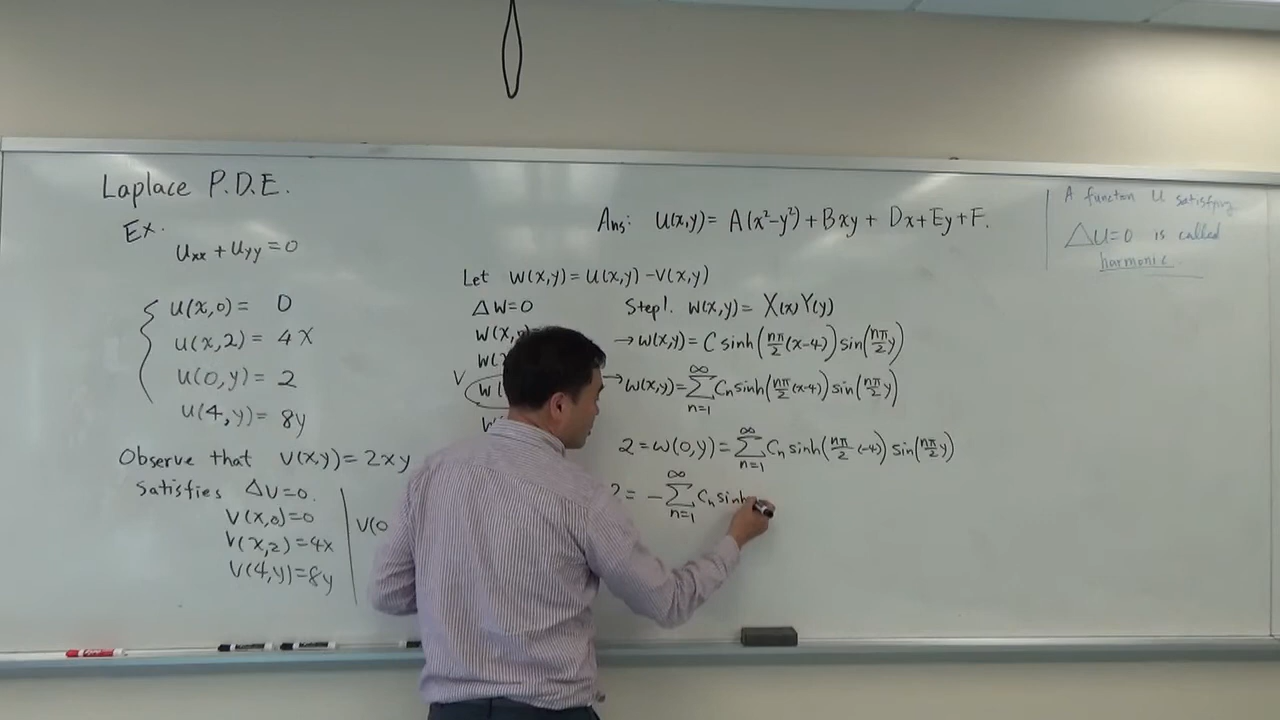 Laplace P.D.E.
Ex.
Uxx + Uyy = 0
U(x,0) = 0
U(x,2) = 4x
U(0,y) = 2
U(4,y) = 8y
Observe that V(x,y) = 2xy
satisfies ΔV=0.
V(x,0)=0
V(x,2)=4x
V(4,y)=8y
V(0
Ans: U(x,y) = A(x²-y²) + Bxy + Dx + Ey + F.
Let W(x,y) = U(x,y) - V(x,y)
ΔW=0
W(x,
W(
V W(
W
Step1. W(x,y) = X(x)Y(y)
→ W(x,y) = C sinh(nπ/2 (x-4)) sin(nπ/2 y)
→ W(x,y) = ∑_{n=1}^{∞} Cn sinh(nπ/2 (x-4)) sin(nπ/2 y)
2 = W(0,y) = ∑_{n=1}^{∞} Cn sinh(nπ/2 (-4)) sin(nπ/2 y)
2 = - ∑_{n=1}^{∞} Cn sinh
A function U satisfying
ΔU=0 is called
harmonic.